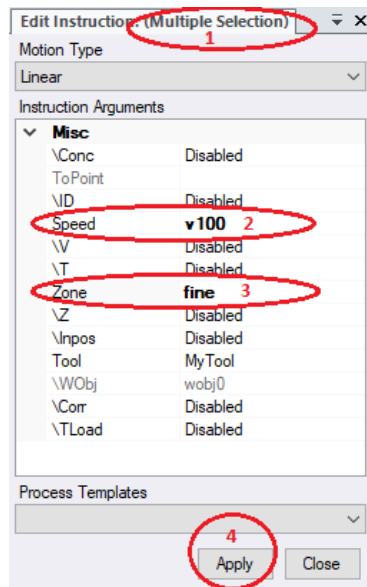 Edit Instruction: (Multiple Selection)
1
Motion Type
Linear
Instruction Arguments
Misc
\Conc Disabled
ToPoint
\ID Disabled
Speed v100 2
\V Disabled
\T Disabled
Zone fine 3
\Z Disabled
\Inpos Disabled
Tool MyTool
\WObj wobj0
\Corr Disabled
\TLoad Disabled
Process Templates
4
Apply Close